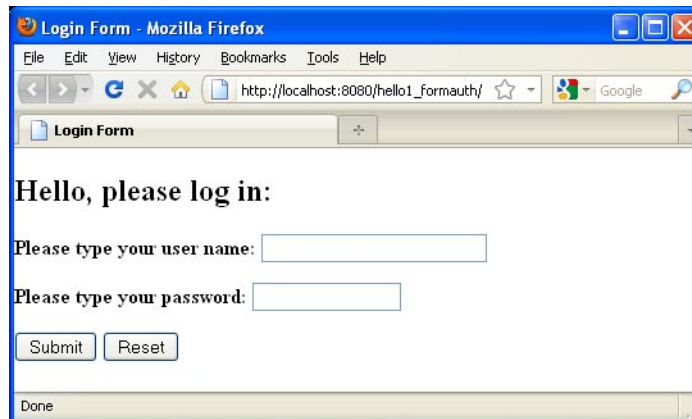 Login Form - Mozilla Firefox
File Edit View History Bookmarks Tools Help
http://localhost:8080/hello1_formauth/ Google
Login Form
Hello, please log in:
Please type your user name:
Please type your password:
Submit Reset
Done